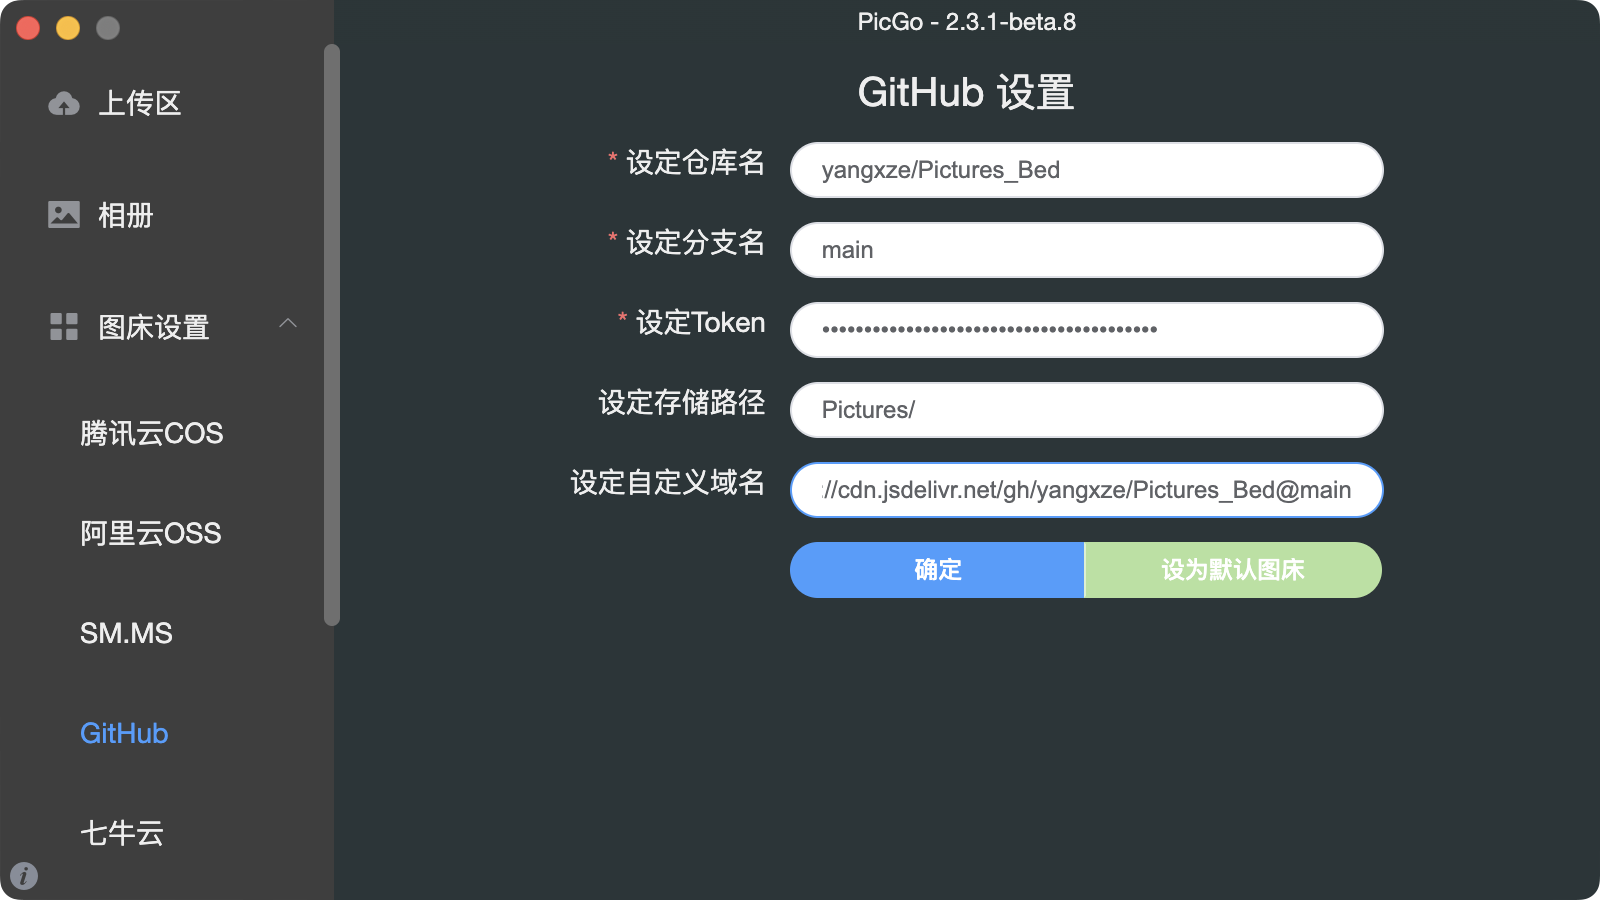 PicGo - 2.3.1-beta.8
上传区
相册
图床设置
腾讯云COS
阿里云OSS
SM.MS
GitHub
七牛云
GitHub 设置
* 设定仓库名
yangxze/Pictures_Bed
* 设定分支名
main
* 设定Token
••••••••••••••••••••••••••••••••••••••••
设定存储路径
Pictures/
设定自定义域名
://cdn.jsdelivr.net/gh/yangxze/Pictures_Bed@main
确定
设为默认图床